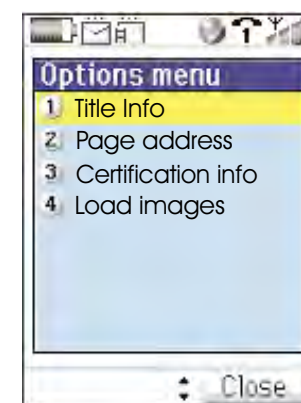 Options menu
1 Title Info
2 Page address
3 Certification info
4 Load images
Close